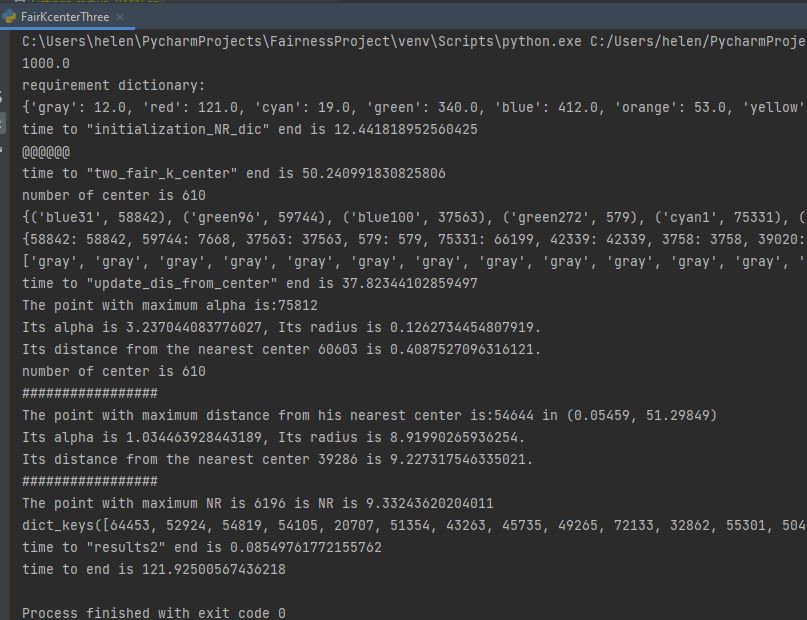 FairKcenterThree
C:\Users\helen\PycharmProjects\FairnessProject\venv\Scripts\python.exe C:/Users/helen/PycharmProje
1000.0
requirement dictionary:
{'gray': 12.0, 'red': 121.0, 'cyan': 19.0, 'green': 340.0, 'blue': 412.0, 'orange': 53.0, 'yellow'
time to "initialization_NR_dic" end is 12.441818952560425
@@@@@@
time to "two_fair_k_center" end is 50.240991830825806
number of center is 610
{('blue31', 58842), ('green96', 59744), ('blue100', 37563), ('green272', 579), ('cyan1', 75331), (
{58842: 58842, 59744: 7668, 37563: 37563, 579: 579, 75331: 66199, 42339: 42339, 3758: 3758, 39020:
['gray', 'gray', 'gray', 'gray', 'gray', 'gray', 'gray', 'gray', 'gray', 'gray', 'gray', 'gray', '
time to "update_dis_from_center" end is 37.82344102859497
The point with maximum alpha is:75812
Its alpha is 3.237044083776027, Its radius is 0.1262734454807919.
Its distance from the nearest center 60603 is 0.4087527096316121.
number of center is 610
#################
The point with maximum distance from his nearest center is:54644 in (0.05459, 51.29849)
Its alpha is 1.034463928443189, Its radius is 8.91990265936254.
Its distance from the nearest center 39286 is 9.227317546335021.
#################
The point with maximum NR is 6196 is NR is 9.33243620204011
dict_keys([64453, 52924, 54819, 54105, 20707, 51354, 43263, 45735, 49265, 72133, 32862, 55301, 504
time to "results2" end is 0.08549761772155762
time to end is 121.92500567436218
Process finished with exit code 0